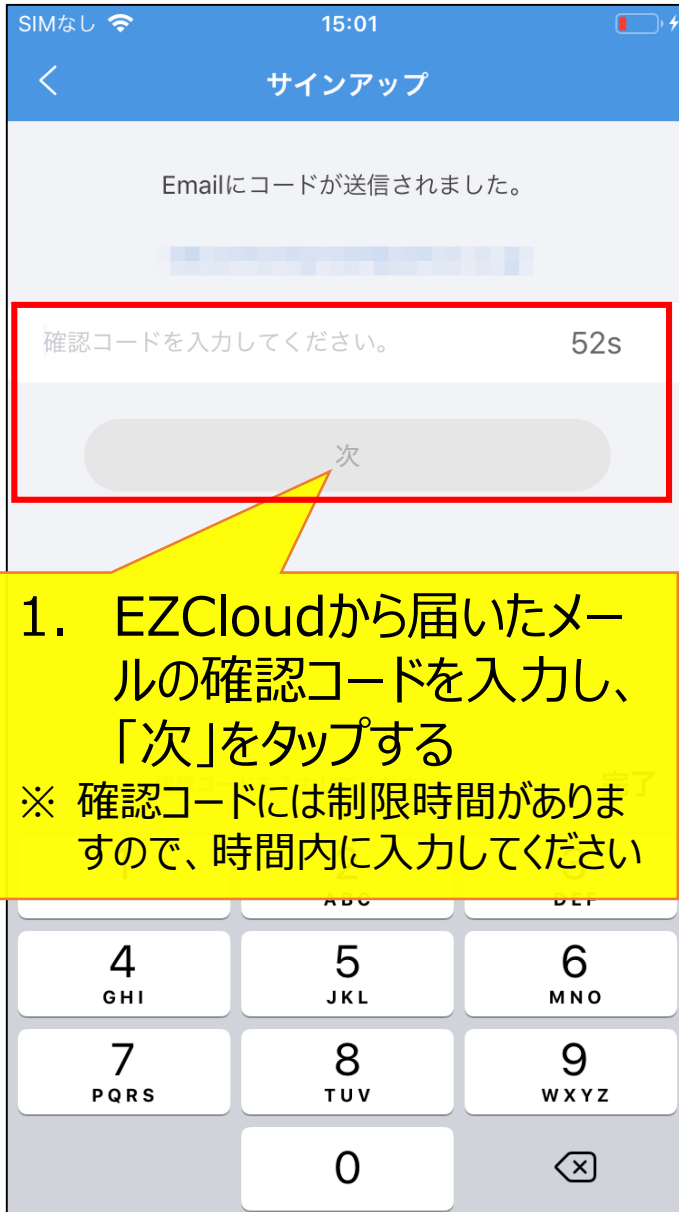 SIMなし 15:01
サインアップ
Emailにコードが送信されました。
確認コードを入力してください。 52s
次
1. EZCloudから届いたメー
ルの確認コードを入力し、
「次」をタップする
※ 確認コードには制限時間がありま
すので、時間内に入力してください
完了
ABC DEF
4 5 6
GHI JKL MNO
7 8 9
PQRS TUV WXYZ
0